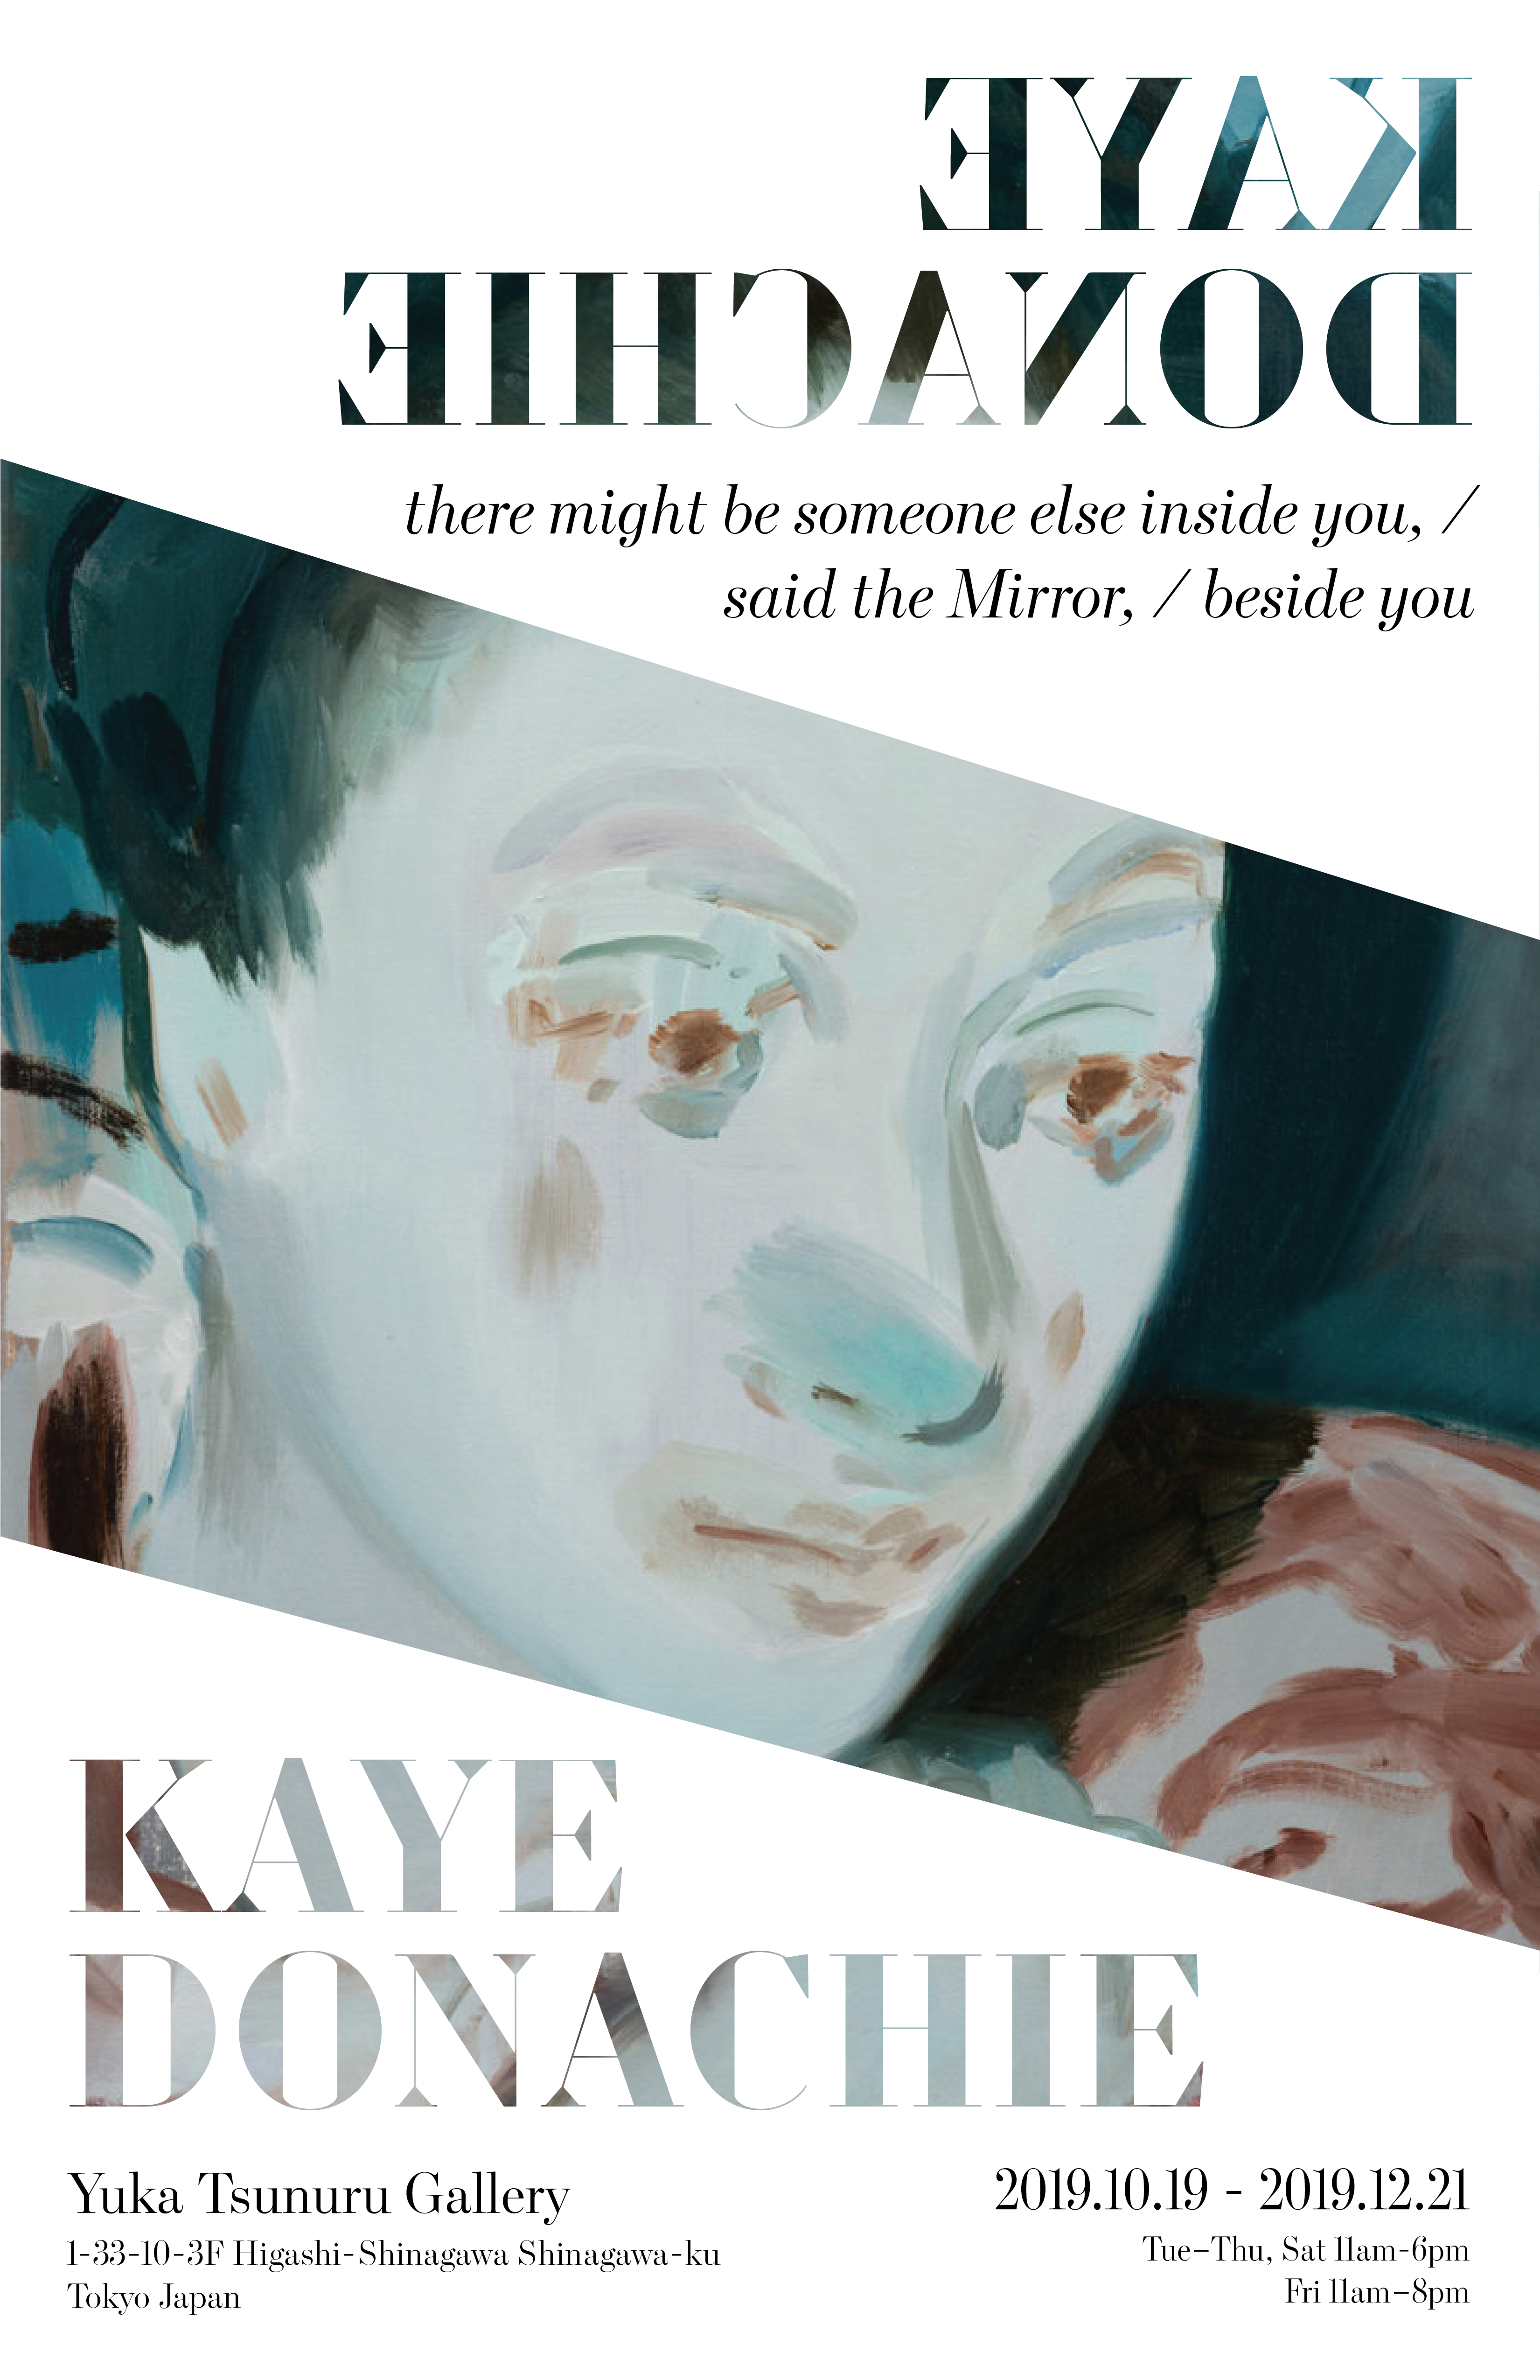 KAYE
DONACHIE
there might be someone else inside you, /
said the Mirror, / beside you
KAYE
DONACHIE
Yuka Tsunuru Gallery
1-33-10-3F Higashi-Shinagawa Shinagawa-ku
Tokyo Japan
2019.10.19 - 2019.12.21
Tue–Thu, Sat 11am-6pm
Fri 11am–8pm